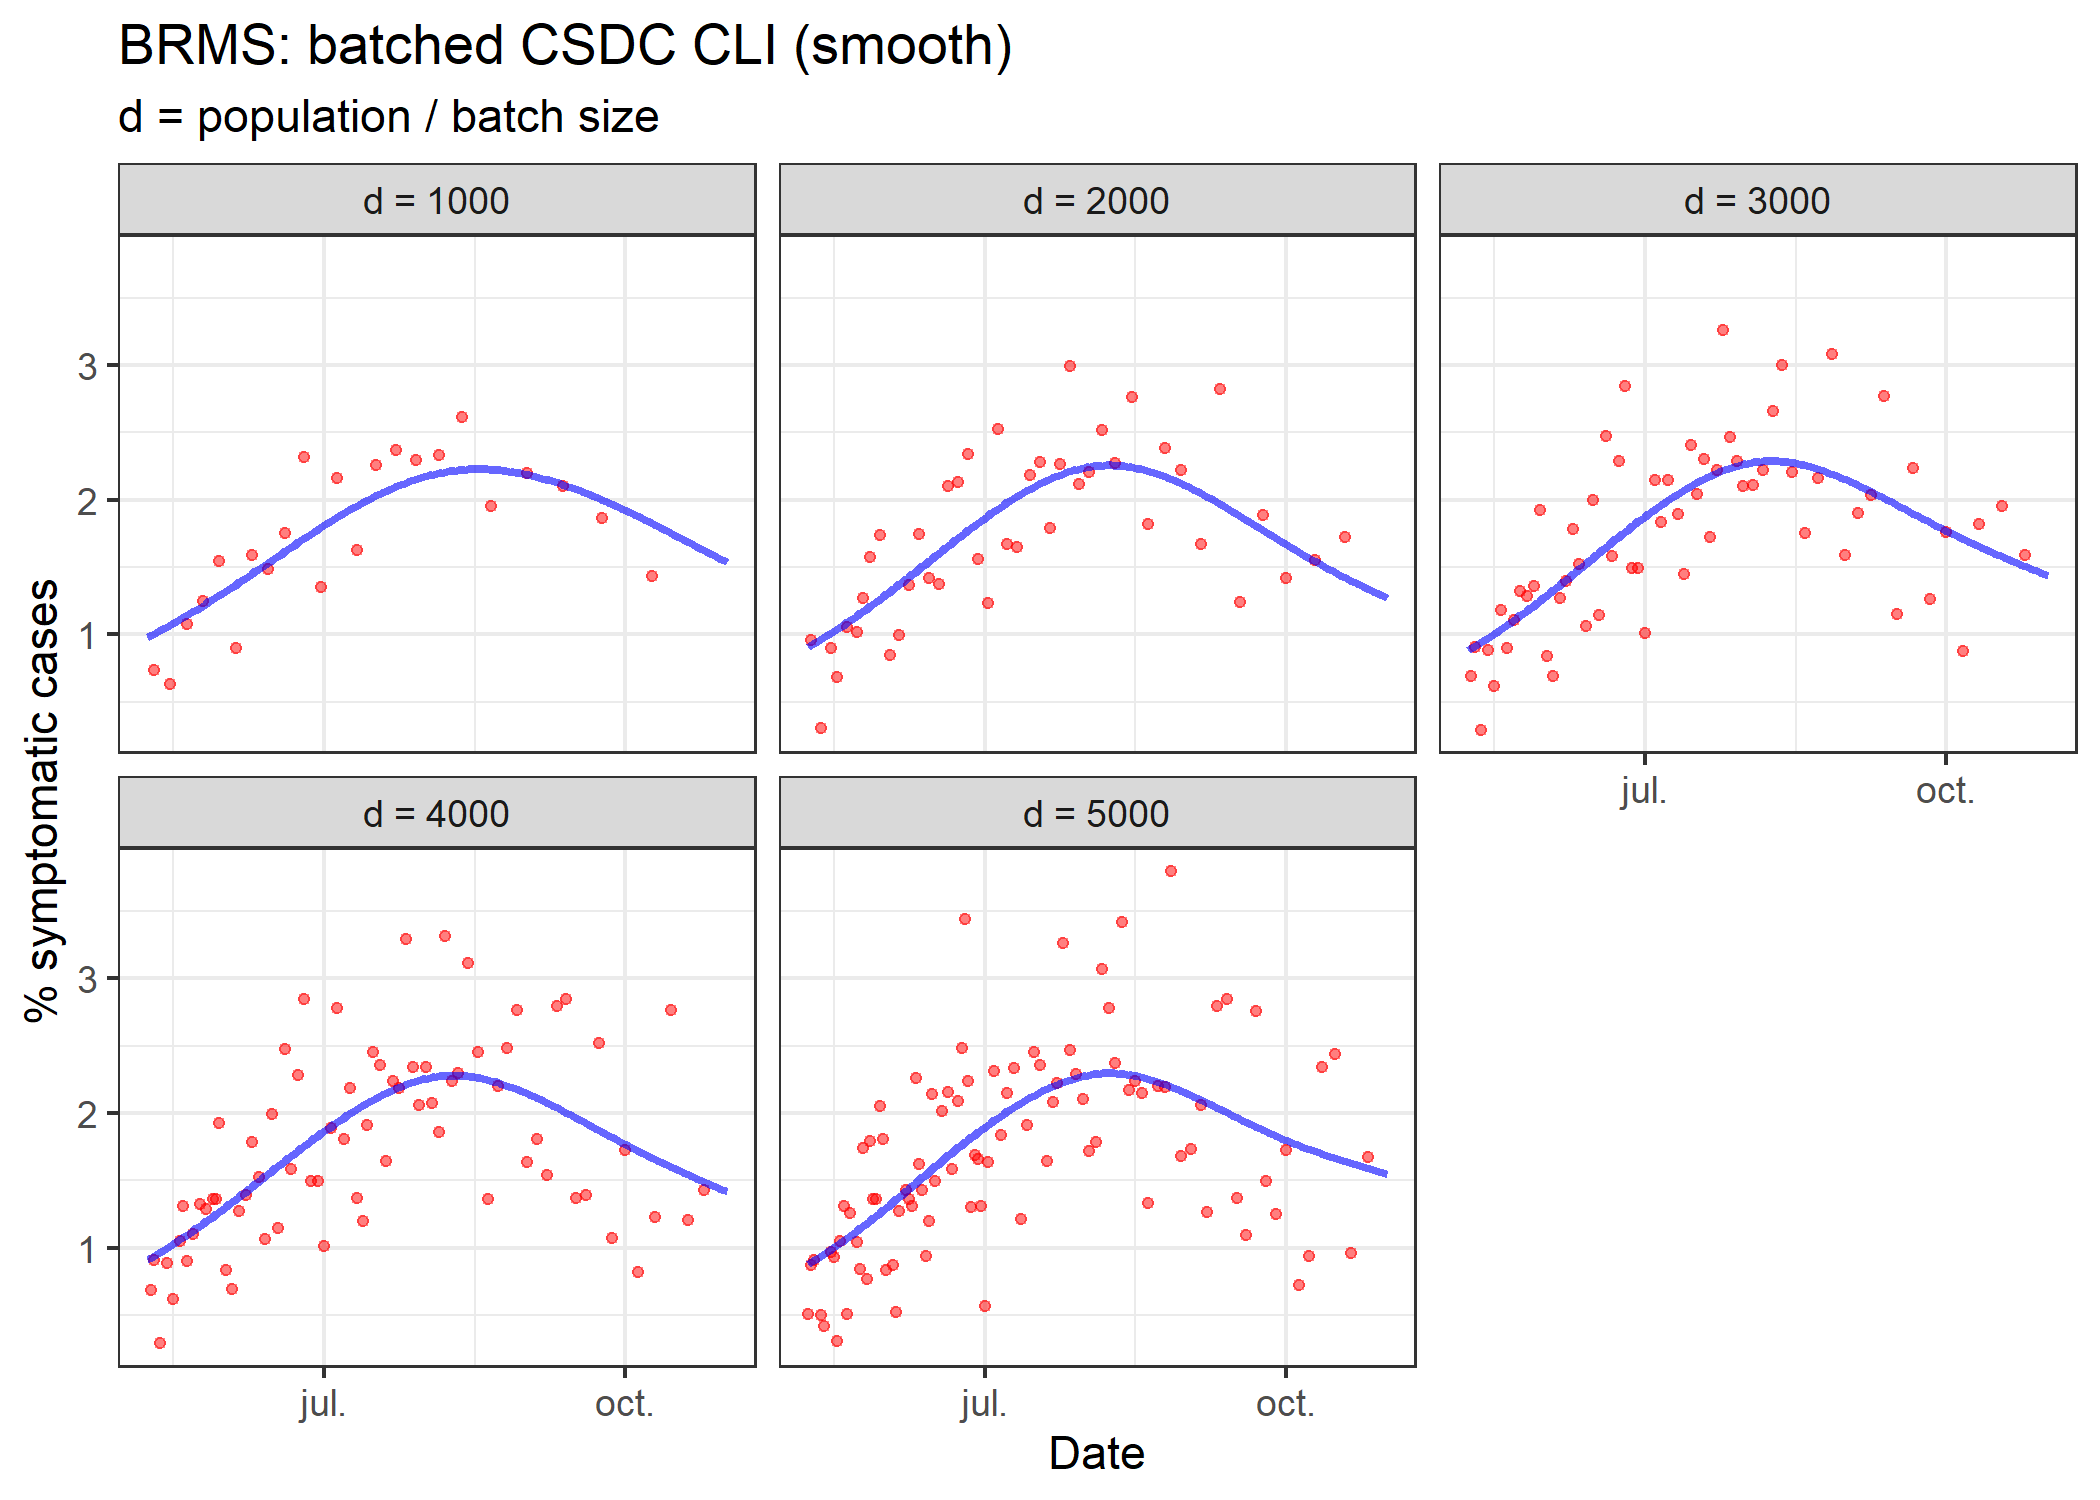 BRMS: batched CSDC CLI (smooth)
d = population / batch size
d = 1000
d = 2000
d = 3000
3
2
1
jul.
oct.
d = 4000
d = 5000
3
2
1
jul.
oct.
jul.
oct.
% symptomatic cases
Date